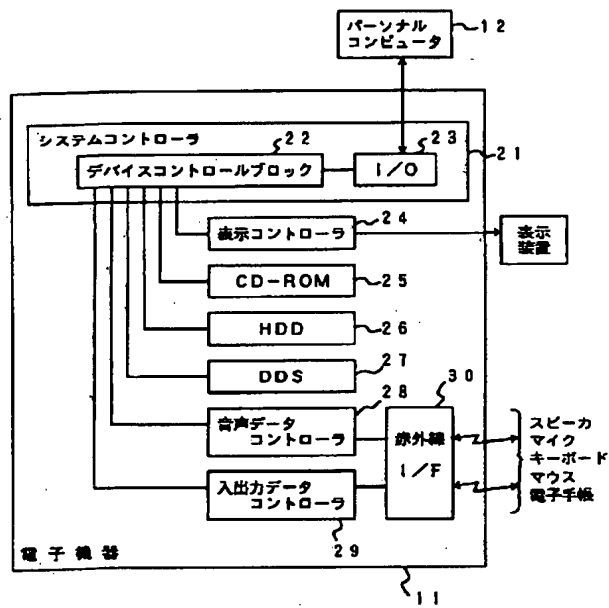 パーソナル
コンピュータ
12
システムコントローラ
22
23
デバイスコントロールブロック
I/O
21
24
表示コントローラ
表示
装置
CD-ROM
25
HDD
26
DDS
27
28
30
音声データ
コントローラ
赤外線
I/F
スピーカ
マイク
キーボード
マウス
電子手帳
入出力データ
コントローラ
29
電子機器
11